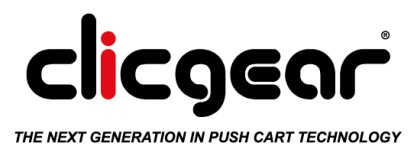 clicgear®
THE NEXT GENERATION IN PUSH CART TECHNOLOGY